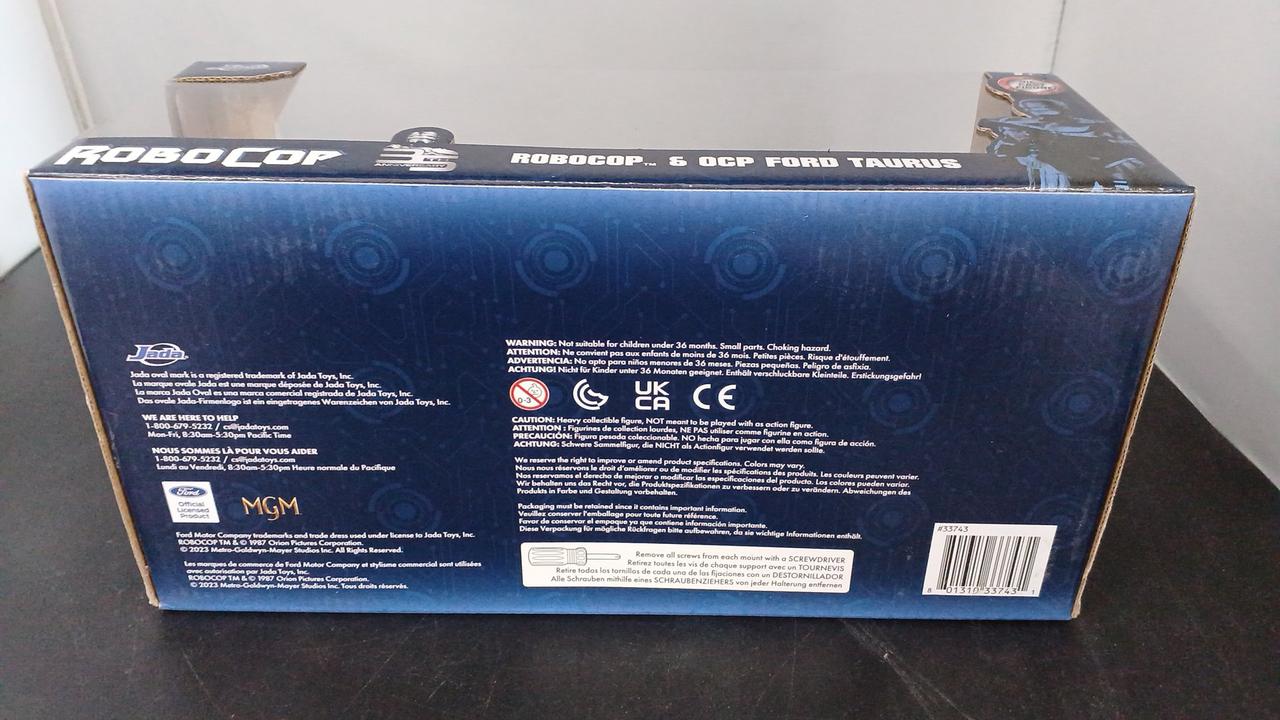 ROBOCOP
ROBOCOP™ & OCP FORD TAURUS
Jada
Jada oval mark is a registered trademark of Jada Toys, Inc.
La marque ovale Jada est une marque déposée de Jada Toys, Inc.
La marca Jada Oval es una marca comercial registrada de Jada Toys, Inc.
Das ovale Jada-Firmenlogo ist ein eingetragenes Warenzeichen von Jada Toys, Inc.
WE ARE HERE TO HELP
1-800-679-5232 / cs@jadatoys.com
Mon-Fri, 8:30am-5:30pm Pacific Time
NOUS SOMMES LÀ POUR VOUS AIDER
1-800-679-5232 / cs@jadatoys.com
Lundi au Vendredi, 8:30am-5:30pm Heure normale du Pacifique
Ford
Official
Licensed
Product
MGM
Ford Motor Company trademarks and trade dress used under license to Jada Toys, Inc.
ROBOCOP TM & © 1987 Orion Pictures Corporation.
© 2023 Metro-Goldwyn-Mayer Studios Inc. All Rights Reserved.
Les marques de commerce de Ford Motor Company et stylisme commercial sont utilisées
avec autorisation par Jada Toys, Inc.
ROBOCOP TM & © 1987 Orion Pictures Corporation.
© 2023 Metro-Goldwyn-Mayer Studios Inc. Tous droits réservés.
WARNING: Not suitable for children under 36 months. Small parts. Choking hazard.
ATTENTION: Ne convient pas aux enfants de moins de 36 mois. Petites pièces. Risque d'étouffement.
ADVERTENCIA: No apto para niños menores de 36 meses. Piezas pequeñas. Peligro de asfixia.
ACHTUNG! Nicht für Kinder unter 36 Monaten geeignet. Enthält verschluckbare Kleinteile. Erstickungsgefahr!
0-3
UK
CA
CE
CAUTION: Heavy collectible figure, NOT meant to be played with as action figure.
ATTENTION : Figurines de collection lourdes, NE PAS utiliser comme figurine en action.
PRECAUCIÓN: Figura pesada coleccionable. NO hecha para jugar con ella como figura de acción.
ACHTUNG: Schwere Sammelfigur, die NICHT als Actionfigur verwendet werden sollte.
We reserve the right to improve or amend product specifications. Colors may vary.
Nous nous réservons le droit d'améliorer ou de modifier les spécifications des produits. Les couleurs peuvent varier.
Nos reservamos el derecho de mejorar o modificar las especificaciones del producto. Los colores pueden variar.
Wir behalten uns das Recht vor, die Produktspezifikationen zu verbessern oder zu verändern. Abweichungen des
Produkts in Farbe und Gestaltung vorbehalten.
Packaging must be retained since it contains important information.
Veuillez conserver l'emballage pour toute future référence.
Favor de conservar el empaque ya que contiene información importante.
Diese Verpackung für mögliche Rückfragen bitte aufbewahren, da sie wichtige Informationen enthält.
Remove all screws from each mount with a SCREWDRIVER
Retirez toutes les vis de chaque support avec un TOURNEVIS
Retire todos los tornillos de cada una de las fijaciones con un DESTORNILLADOR
Alle Schrauben mithilfe eines SCHRAUBENZIEHERS von jeder Halterung entfernen
#33743
8 01310 33743 1